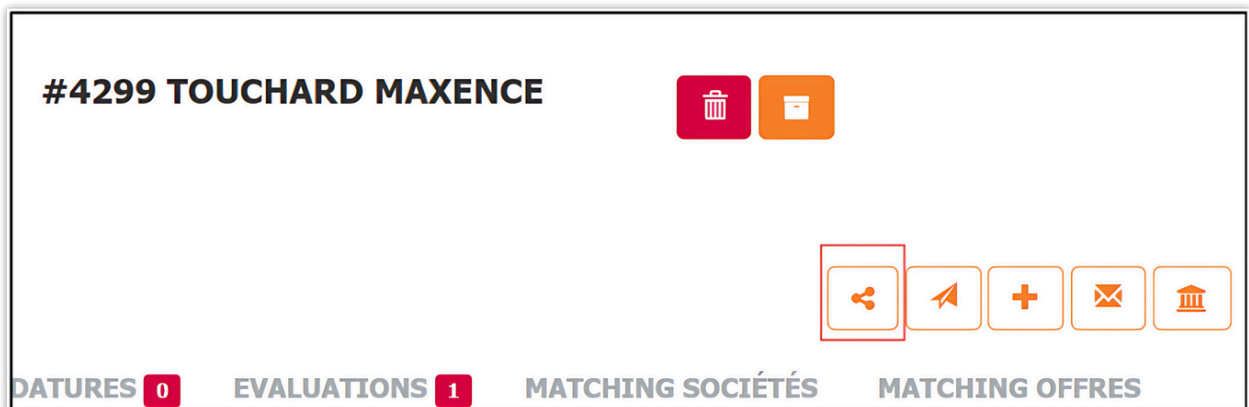 #4299 TOUCHARD MAXENCE
DATURES 0 EVALUATIONS 1 MATCHING SOCIÉTÉS MATCHING OFFRES